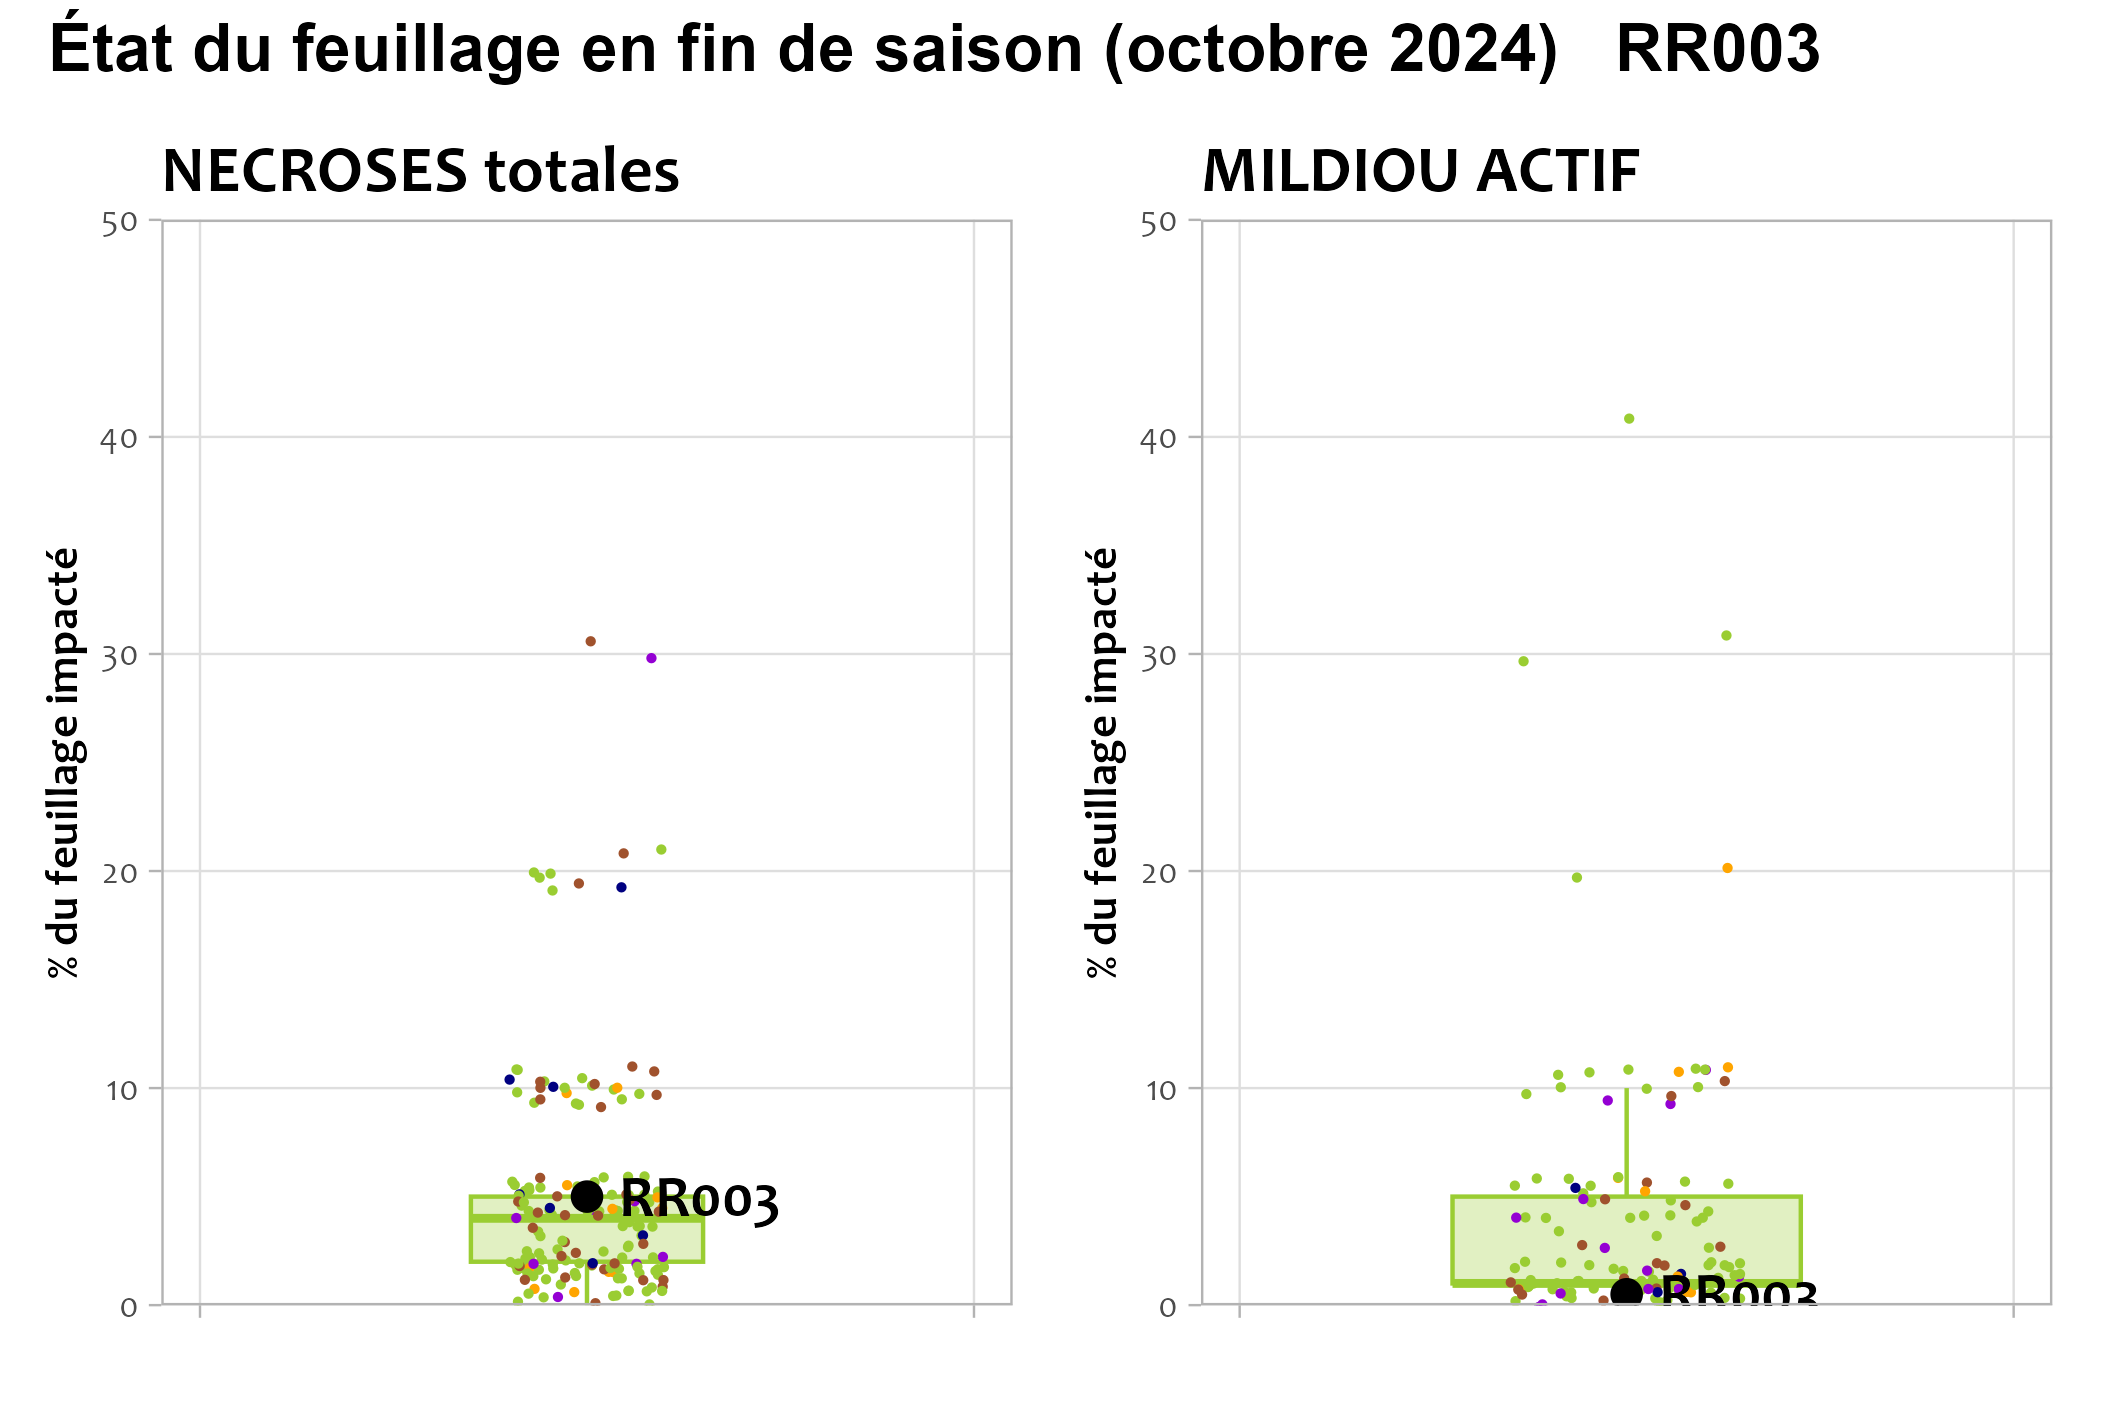 État du feuillage en fin de saison (octobre 2024) RR003
NECROSES totales
MILDIOU ACTIF
% du feuillage impacté
50
40
30
20
10
0
RR003
% du feuillage impacté
50
40
30
20
10
0
RR003